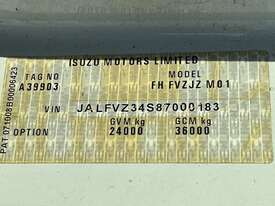 ISUZU MOTORS LIMITED
TAG NO MODEL
A39903 FH FVZJZ M01
VIN JALFVZ34S87000183
GVM kg GCM kg
OPTION 24000 36000
PAT 071008B00006423